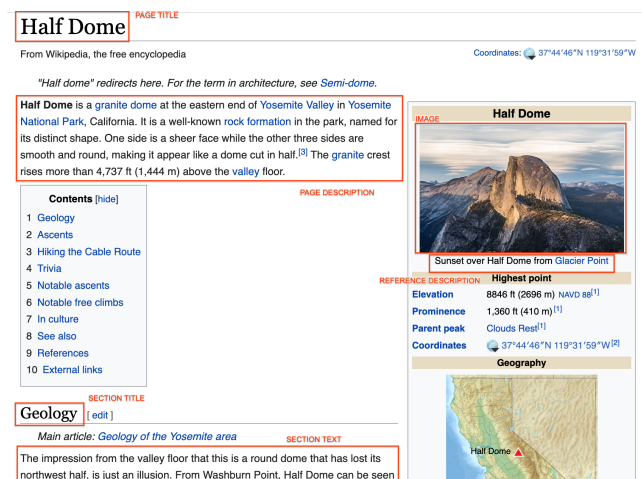 Half Dome
PAGE TITLE
From Wikipedia, the free encyclopedia
Coordinates: 37°44′46″N 119°31′59″W
"Half dome" redirects here. For the term in architecture, see Semi-dome.
Half Dome is a granite dome at the eastern end of Yosemite Valley in Yosemite
National Park, California. It is a well-known rock formation in the park, named for
its distinct shape. One side is a sheer face while the other three sides are
smooth and round, making it appear like a dome cut in half.[3] The granite crest
rises more than 4,737 ft (1,444 m) above the valley floor.
PAGE DESCRIPTION
Contents [hide]
1 Geology
2 Ascents
3 Hiking the Cable Route
4 Trivia
5 Notable ascents
6 Notable free climbs
7 In culture
8 See also
9 References
10 External links
Half Dome
IMAGE
Sunset over Half Dome from Glacier Point
REFERENCE DESCRIPTION
Highest point
Elevation 8846 ft (2696 m) NAVD 88[1]
Prominence 1,360 ft (410 m) [1]
Parent peak Clouds Rest[1]
Coordinates 37°44′46″N 119°31′59″W[2]
Geography
Half Dome
SECTION TITLE
Geology [ edit ]
Main article: Geology of the Yosemite area
SECTION TEXT
The impression from the valley floor that this is a round dome that has lost its
northwest half, is just an illusion. From Washburn Point, Half Dome can be seen